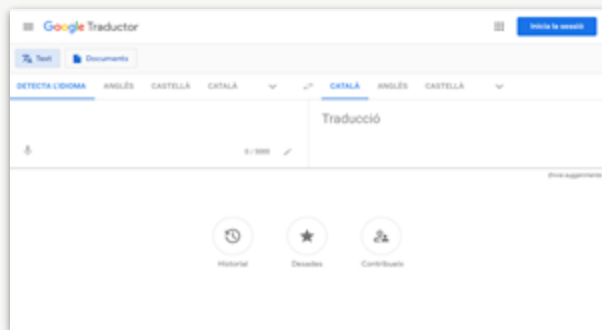 Google Traductor
Inicia la sessió
Text Documents
DETECTA L'IDIOMA ANGLÈS CASTELLÀ CATALÀ CATALÀ ANGLÈS CASTELLÀ
Traducció
0 / 5000
Historial Desades Contribueix